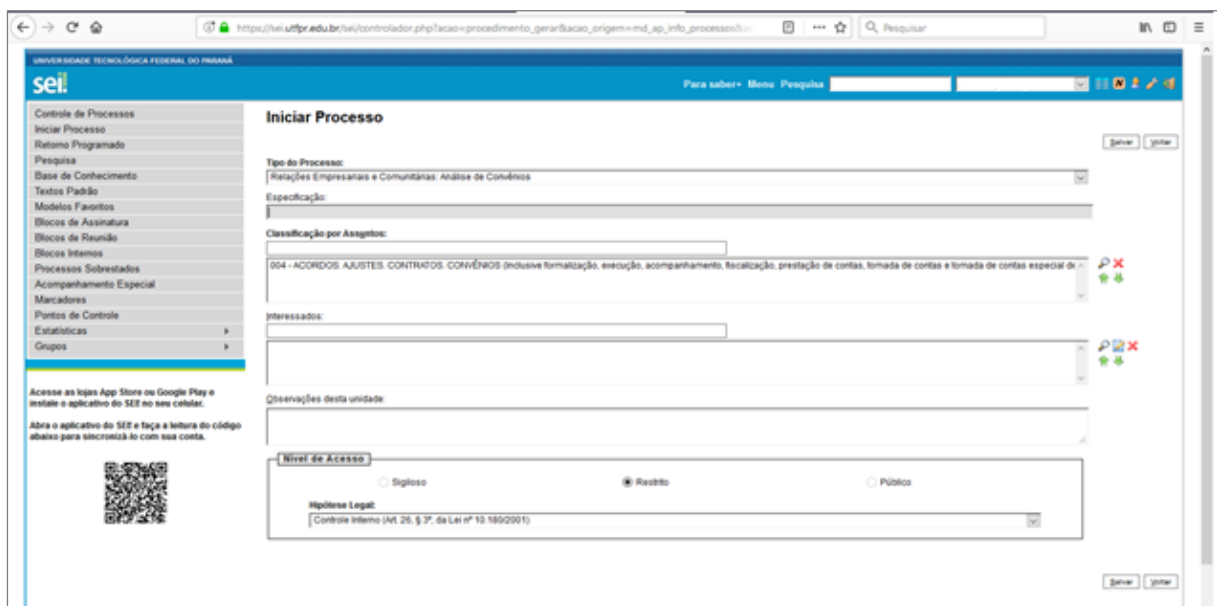 https://sei.utfpr.edu.br/sei/controlador.php?acao=procedimento_gerar&acao_origem=md_ap_info_processos
Pesquisar
UNIVERSIDADE TECNOLÓGICA FEDERAL DO PARANÁ
sei!
Para saber+ Menu Pesquisa
Controle de Processos
Iniciar Processo
Retorno Programado
Pesquisa
Base de Conhecimento
Textos Padrão
Modelos Favoritos
Blocos de Assinatura
Blocos de Reunião
Blocos Internos
Processos Sobrestados
Acompanhamento Especial
Marcadores
Pontos de Controle
Estatísticas
Grupos
Acesse as lojas App Store ou Google Play e
instale o aplicativo do SEI! no seu celular.
Abra o aplicativo do SEI! e faça a leitura do código
abaixo para sincronizá-lo com sua conta.
Iniciar Processo
Salvar Voltar
Tipo do Processo:
Relações Empresariais e Comunitárias: Análise de Convênios
Especificação:
Classificação por Assuntos:
004 - ACORDOS. AJUSTES. CONTRATOS. CONVÊNIOS (Inclusive formalização, execução, acompanhamento, fiscalização, prestação de contas, tomada de contas e tomada de contas especial de
Interessados:
Observações desta unidade:
Nível de Acesso
Sigiloso Restrito Público
Hipótese Legal:
Controle Interno (Art. 26, § 3º, da Lei nº 10.180/2001)
Salvar Voltar